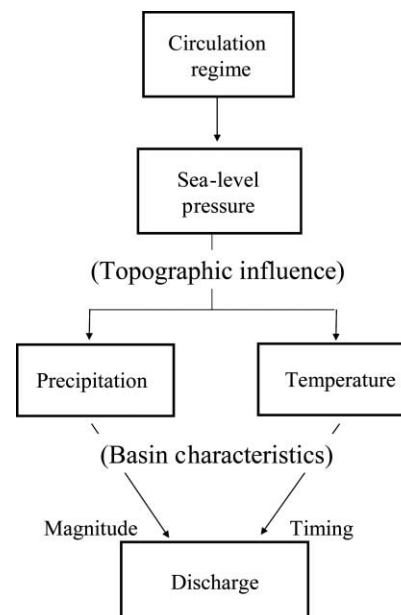 Circulation
regime
Sea-level
pressure
(Topographic influence)
Precipitation
Temperature
(Basin characteristics)
Magnitude
Timing
Discharge